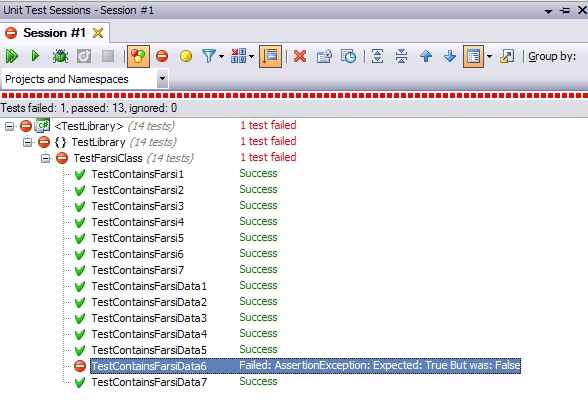 Unit Test Sessions - Session #1
Session #1
Group by:
Projects and Namespaces
Tests failed: 1, passed: 13, ignored: 0
<TestLibrary> (14 tests) 1 test failed
{ } TestLibrary (14 tests) 1 test failed
TestFarsiClass (14 tests) 1 test failed
TestContainsFarsi1 Success
TestContainsFarsi2 Success
TestContainsFarsi3 Success
TestContainsFarsi4 Success
TestContainsFarsi5 Success
TestContainsFarsi6 Success
TestContainsFarsi7 Success
TestContainsFarsiData1 Success
TestContainsFarsiData2 Success
TestContainsFarsiData3 Success
TestContainsFarsiData4 Success
TestContainsFarsiData5 Success
TestContainsFarsiData6 Failed: AssertionException: Expected: True But was: False
TestContainsFarsiData7 Success